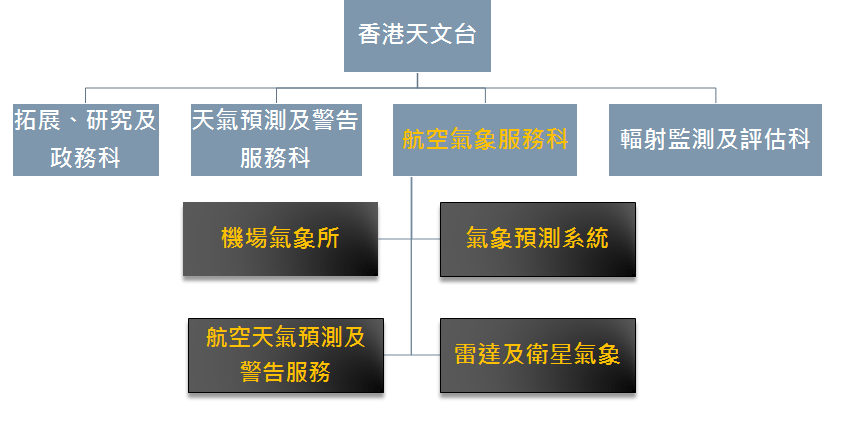 香港天文台
拓展、研究及
政務科
天氣預測及警告
服務科
航空氣象服務科
輻射監測及評估科
機場氣象所
氣象預測系統
航空天氣預測及
警告服務
雷達及衛星氣象